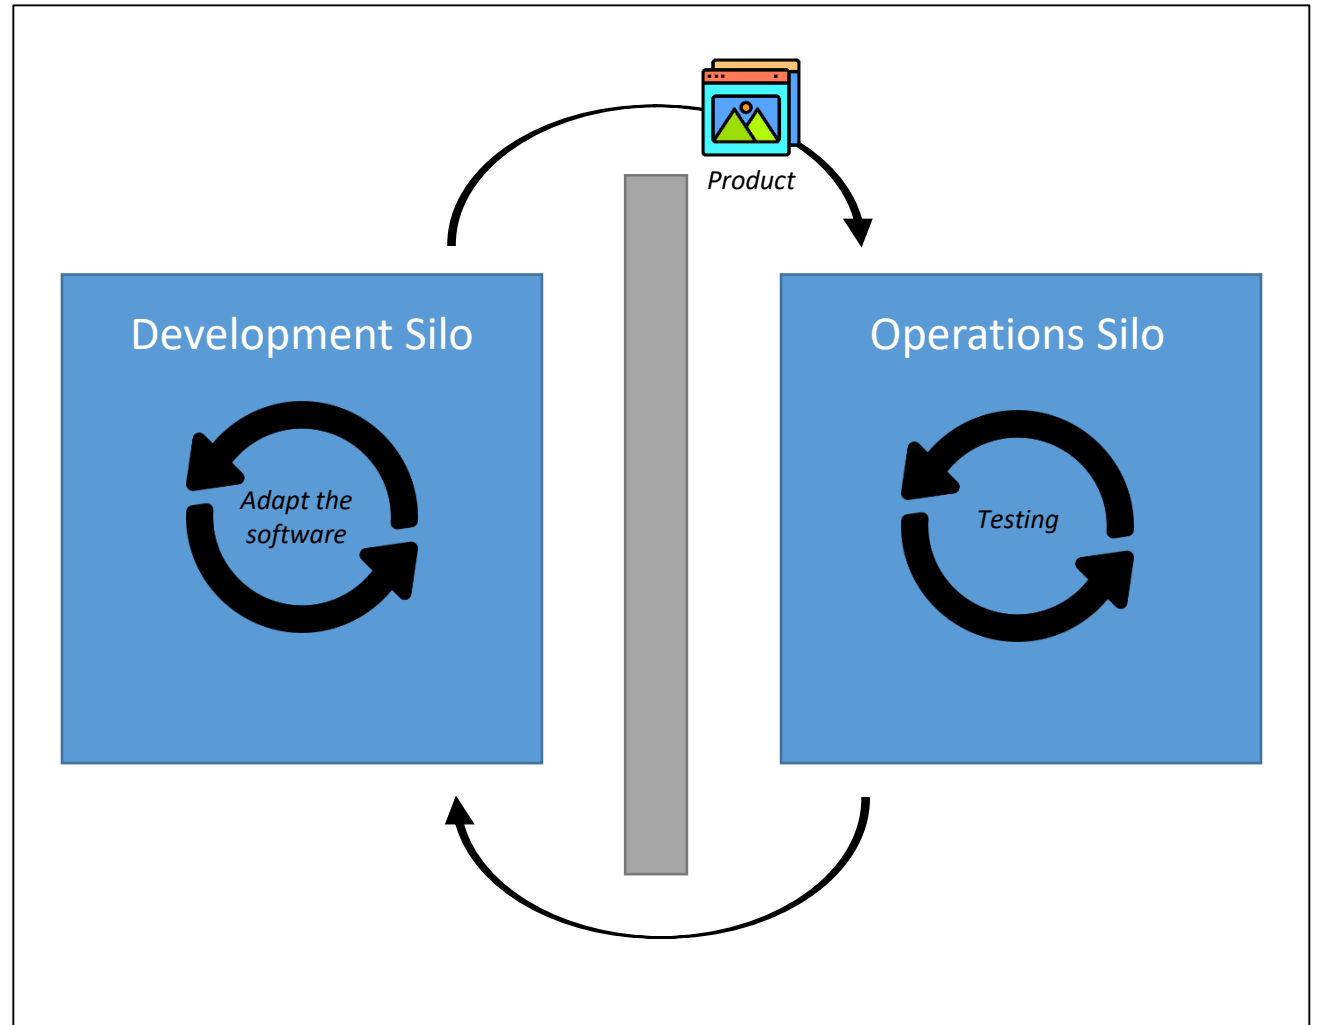 Product
Development Silo
Operations Silo
Adapt the
software
Testing